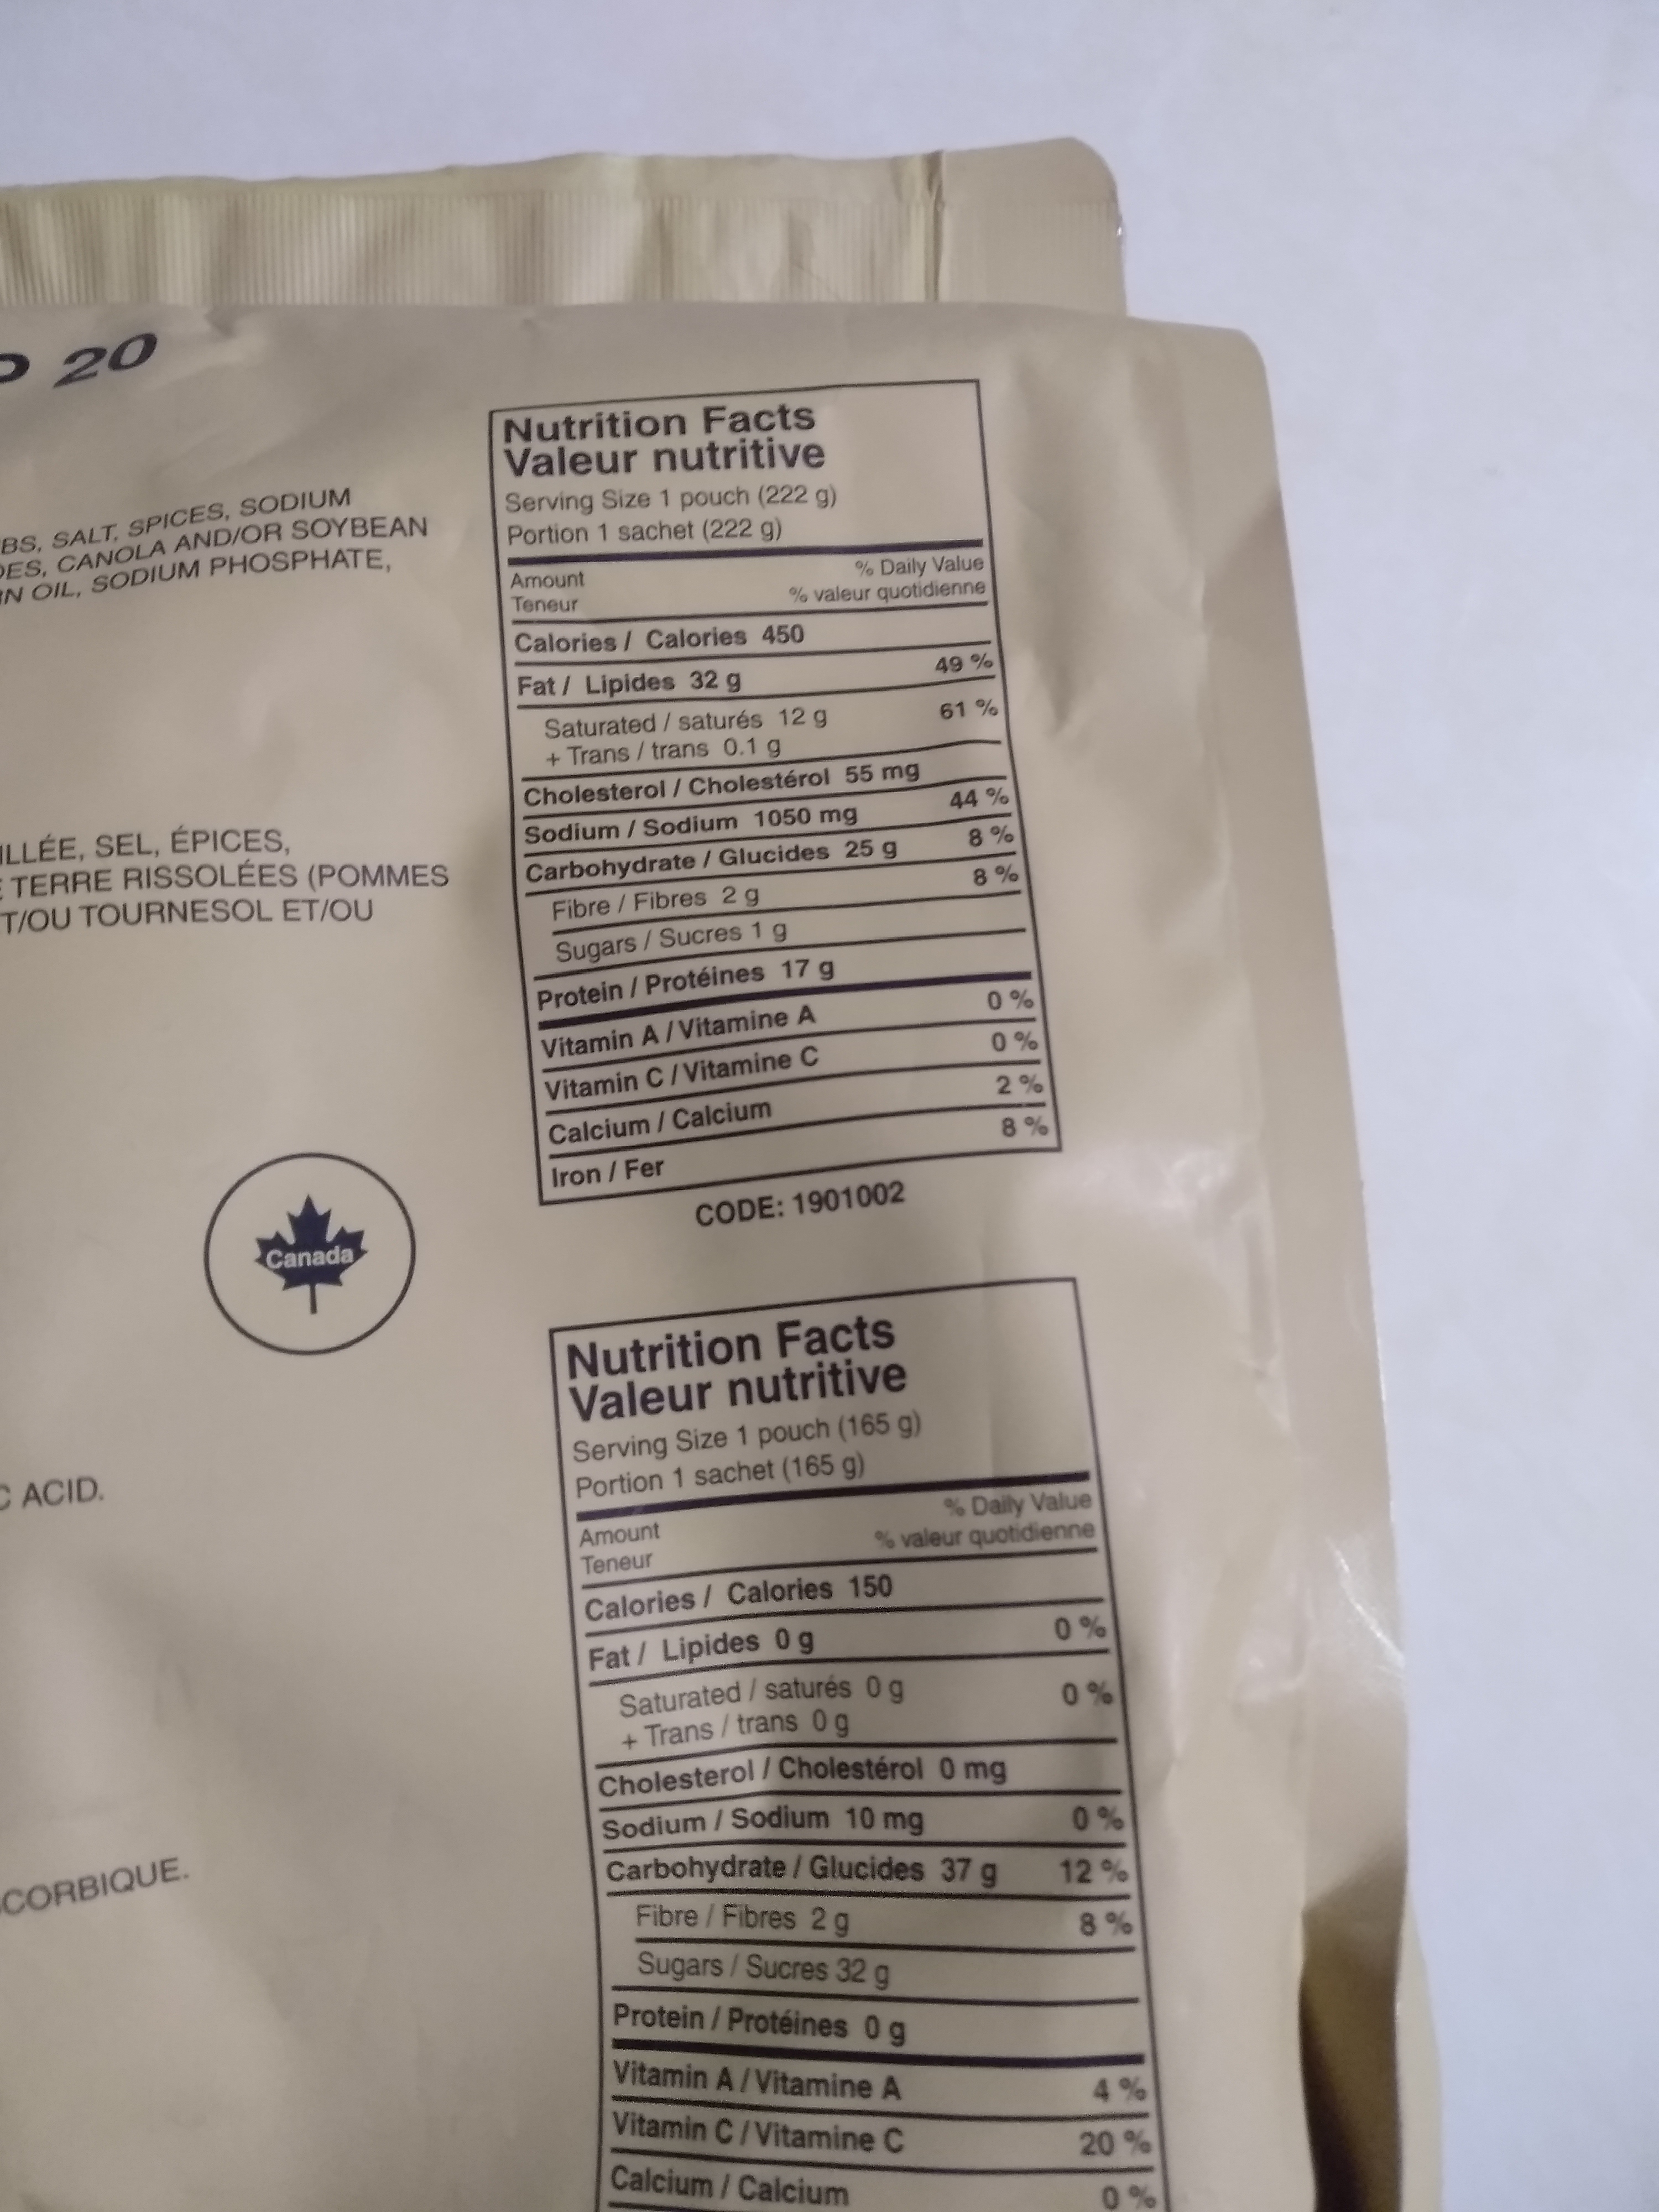 20
SALT, SPICES, SODIUM
CANOLA AND/OR SOYBEAN
OIL, SODIUM PHOSPHATE,
SEL, ÉPICES,
TERRE RISSOLÉES (POMMES
TOURNESOL ET/OU
Canada
ACID.
Nutrition Facts
Valeur nutritive
Serving Size 1 pouch (222 g)
Portion 1 sachet (222 g)
Amount % Daily Value
Teneur % valeur quotidienne
Calories / Calories 450
Fat / Lipides 32 g 49 %
Saturated / saturés 12 g 61 %
+ Trans / trans 0.1 g
Cholesterol / Cholestérol 55 mg
Sodium / Sodium 1050 mg 44 %
Carbohydrate / Glucides 25 g 8 %
Fibre / Fibres 2 g 8 %
Sugars / Sucres 1 g
Protein / Protéines 17 g
Vitamin A / Vitamine A 0 %
Vitamin C / Vitamine C 0 %
Calcium / Calcium 2 %
Iron / Fer 8 %
CODE: 1901002
Nutrition Facts
Valeur nutritive
Serving Size 1 pouch (165 g)
Portion 1 sachet (165 g)
Amount % Daily Value
Teneur % valeur quotidienne
Calories / Calories 150
Fat / Lipides 0 g 0 %
Saturated / saturés 0 g 0 %
+ Trans / trans 0 g
Cholesterol / Cholestérol 0 mg
Sodium / Sodium 10 mg 0 %
Carbohydrate / Glucides 37 g 12 %
Fibre / Fibres 2 g 8 %
Sugars / Sucres 32 g
Protein / Protéines 0 g
Vitamin A / Vitamine A 4 %
Vitamin C / Vitamine C 20 %
Calcium / Calcium 0 %